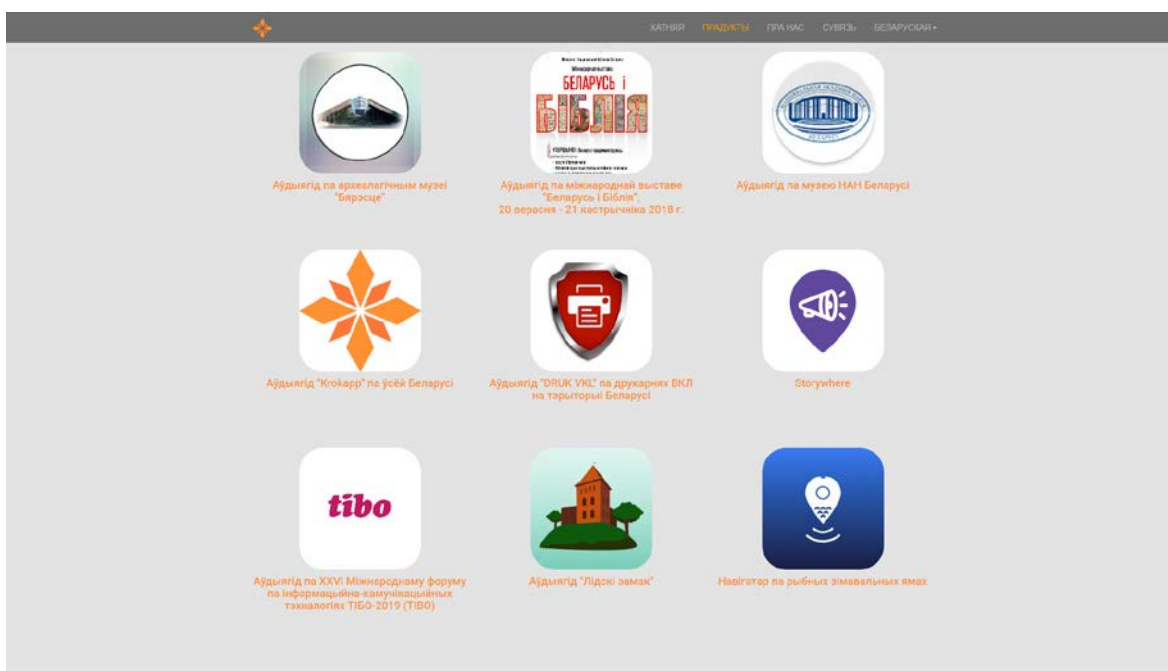 ХАТНЯЯ ПРАДУКТЫ ПРА НАС СУВЯЗЬ БЕЛАРУСКАЯ
БЕЛАРУСЬ і
БІБЛІЯ
Аўдыягід па археалагічным музеі
"Бярэсце"
Аўдыягід па міжнароднай выставе
"Беларусь і Біблія",
20 верасня - 21 кастрычніка 2018 г.
Аўдыягід па музею НАН Беларусі
Аўдыягід "Krokapp" па ўсёй Беларусі
Аўдыягід "DRUK VKL" па друкарнях ВКЛ
на тэрыторыі Беларусі
Storywhere
tibo
Аўдыягід па XXVI Міжнароднаму форуму
па інфармацыйна-камунікацыйных
тэхналогіях ТІБО-2019 (TIBO)
Аўдыягід "Лідскі замак"
Навігатар па рыбных зімавальных ямах